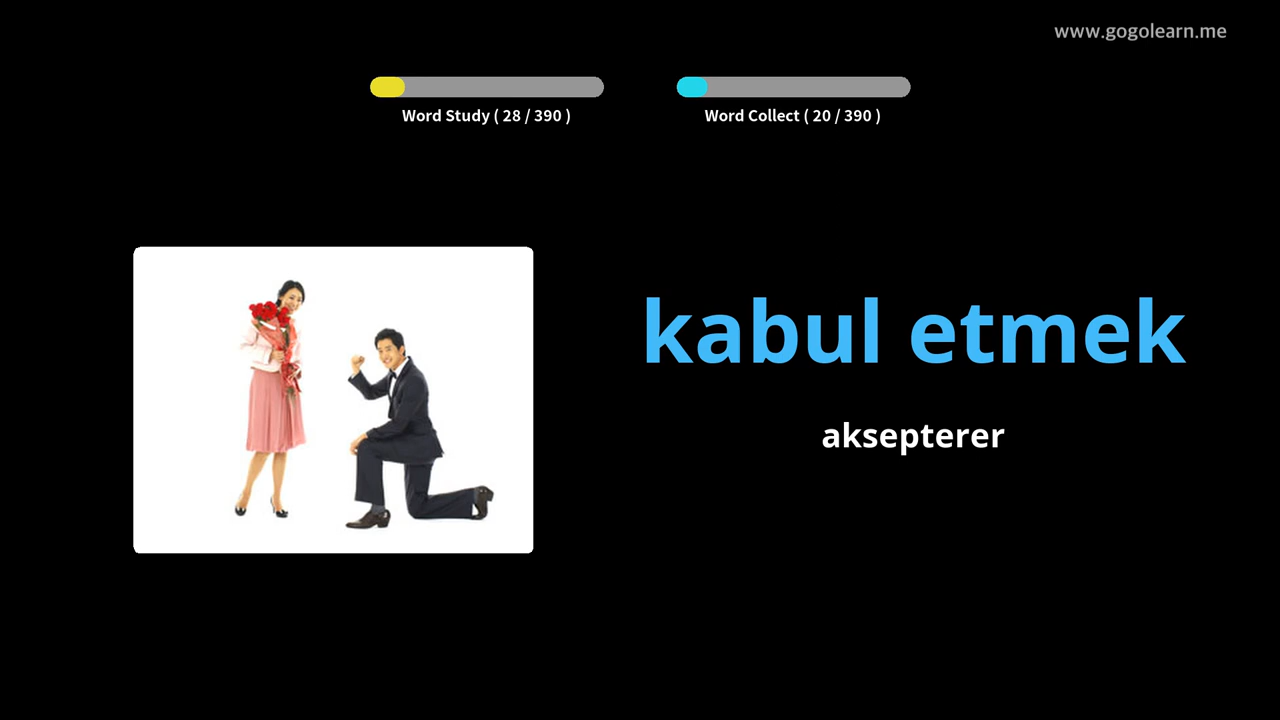 www.gogolearn.me
Word Study ( 28 / 390 )
Word Collect ( 20 / 390 )
kabul etmek
aksepterer